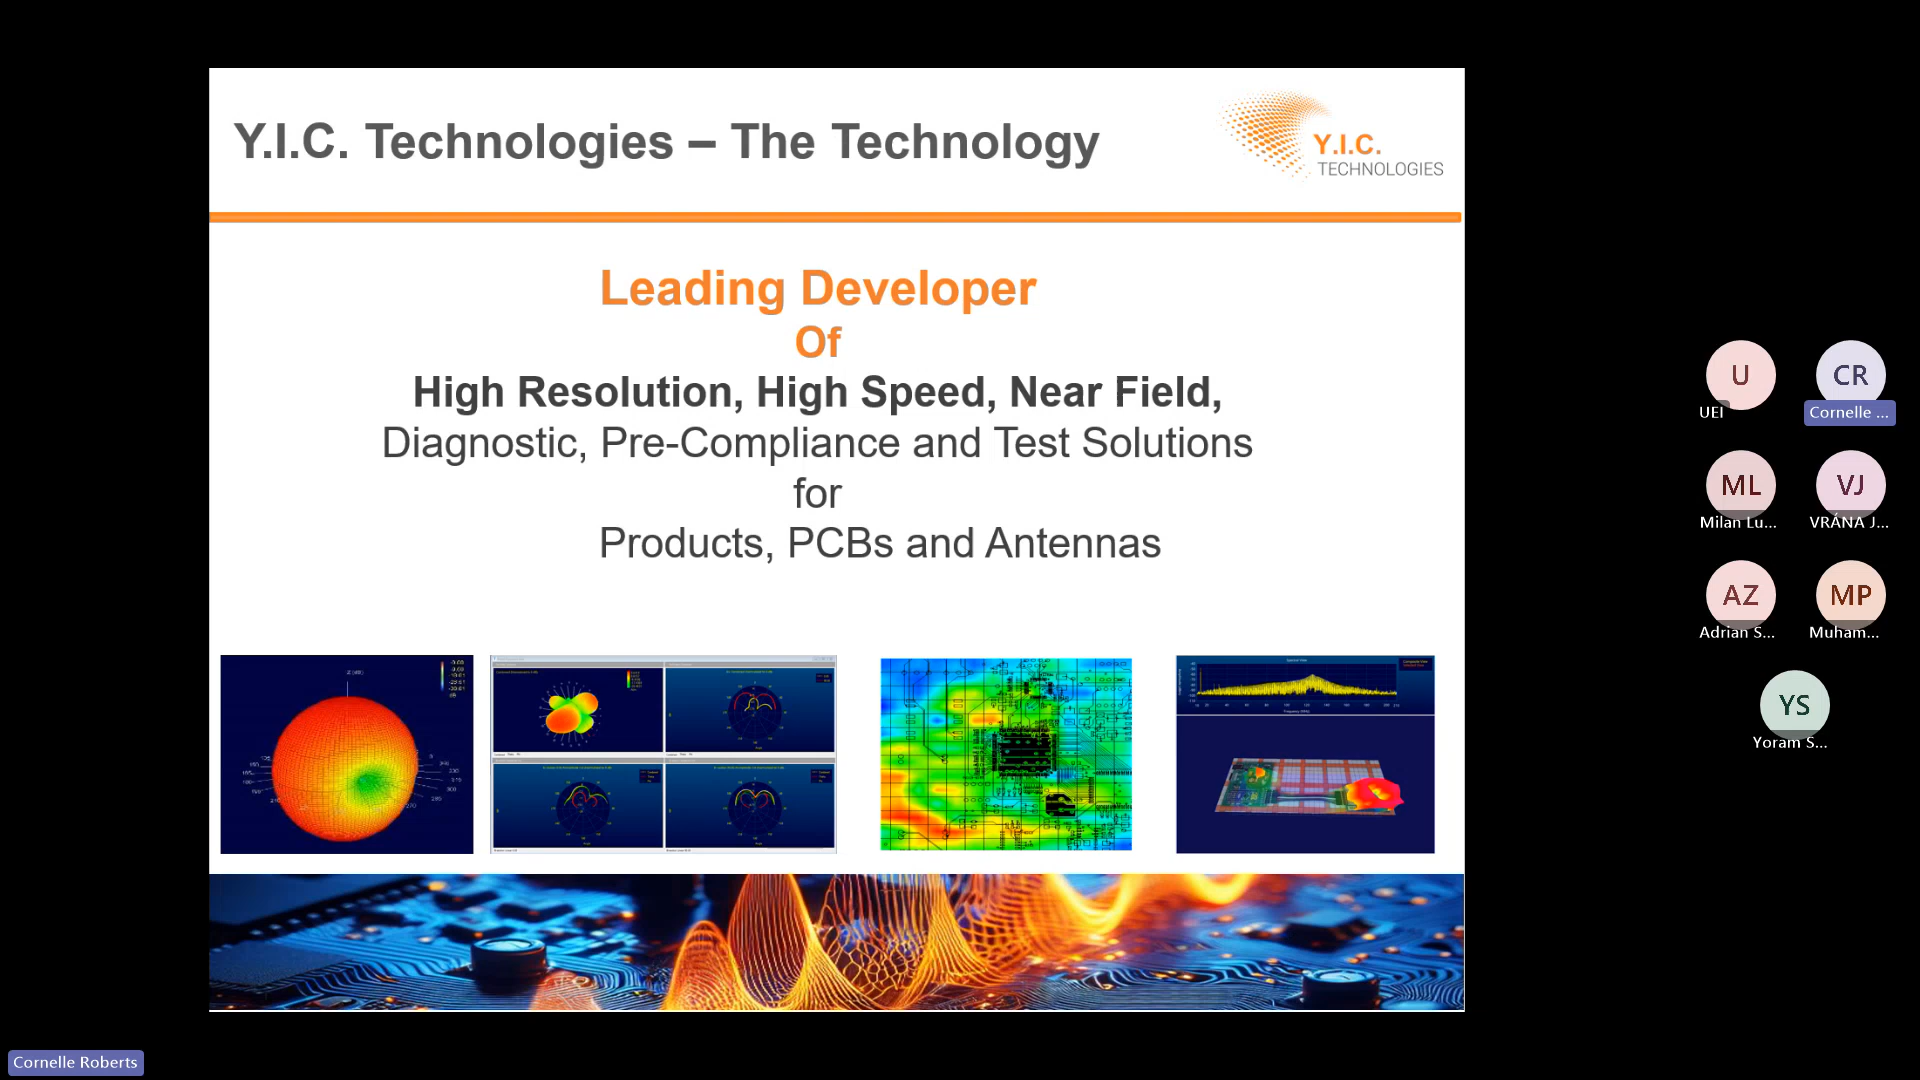 Y.I.C. Technologies – The Technology
Y.I.C.
TECHNOLOGIES
Leading Developer
Of
High Resolution, High Speed, Near Field,
Diagnostic, Pre-Compliance and Test Solutions
for
Products, PCBs and Antennas
U
UEI
CR
Cornelle ...
ML
Milan Lu...
VJ
VRÁNA J...
AZ
Adrian S...
MP
Muham...
YS
Yoram S...
Cornelle Roberts